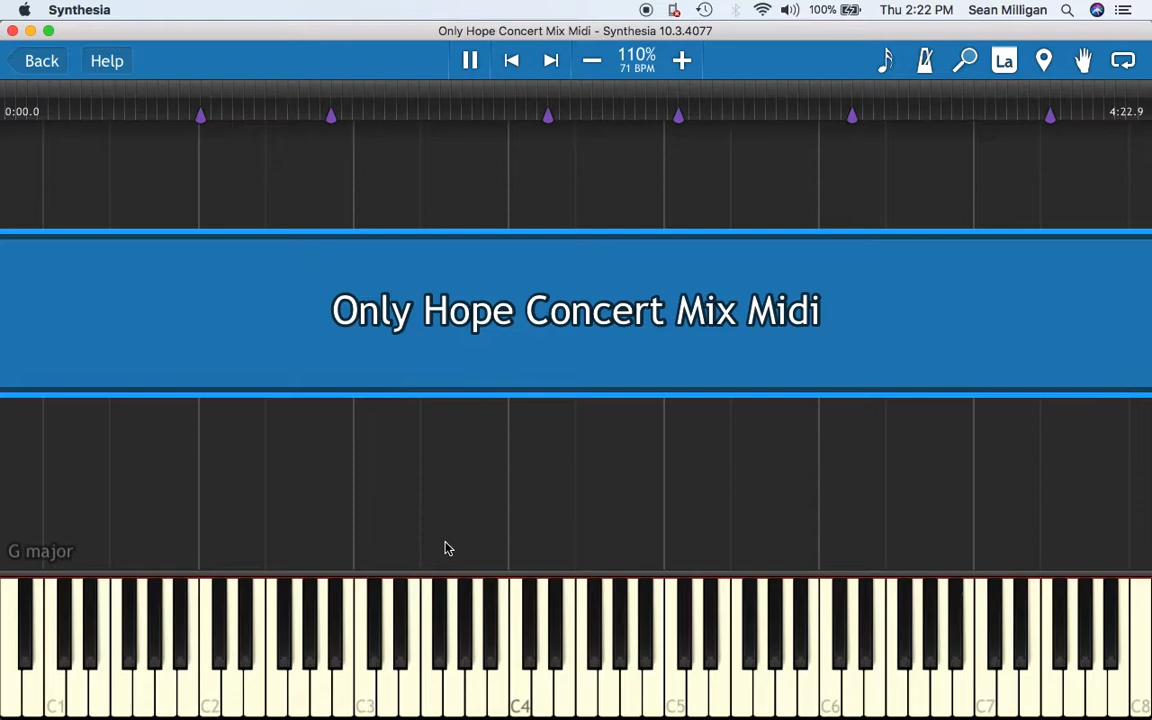 Synthesia 100% Thu 2:22 PM Sean Milligan
Only Hope Concert Mix Midi - Synthesia 10.3.4077
Back Help 110% La
71 BPM
0:00.0 4:22.9
Only Hope Concert Mix Midi
G major
C1 C2 C3 C4 C5 C6 C7 C8